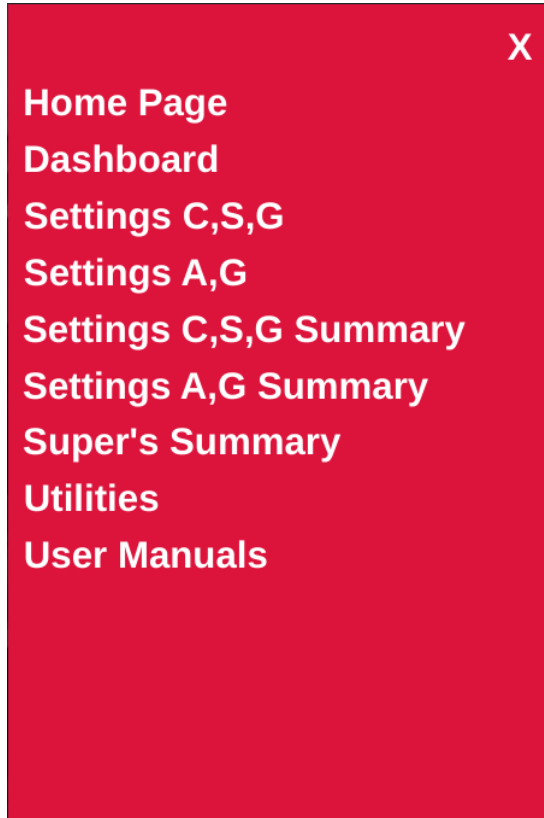 X
Home Page
Dashboard
Settings C,S,G
Settings A,G
Settings C,S,G Summary
Settings A,G Summary
Super's Summary
Utilities
User Manuals